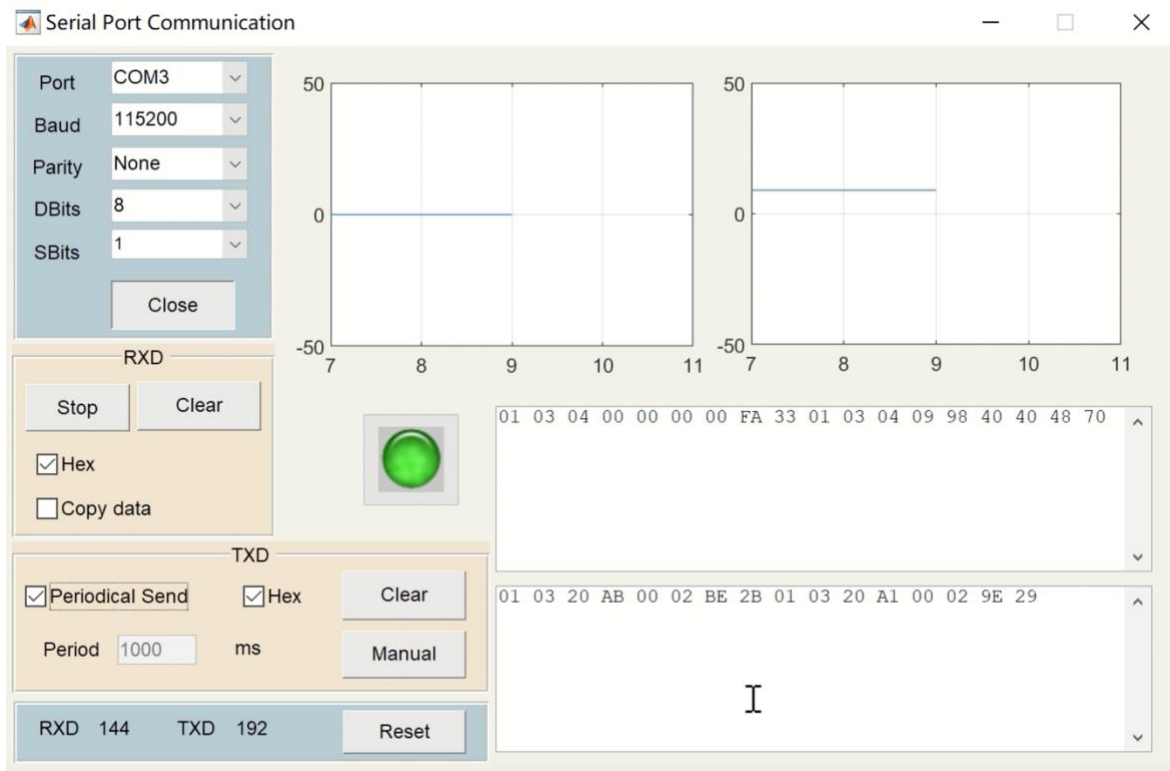 Serial Port Communication
Port COM3
Baud 115200
Parity None
DBits 8
SBits 1
Close
50
0
-50
7 8 9 10 11
50
0
-50
7 8 9 10 11
RXD
Stop Clear
Hex
Copy data
01 03 04 00 00 00 00 FA 33 01 03 04 09 98 40 40 48 70
TXD
Periodical Send Hex Clear
Period 1000 ms Manual
01 03 20 AB 00 02 BE 2B 01 03 20 A1 00 02 9E 29
RXD 144 TXD 192 Reset